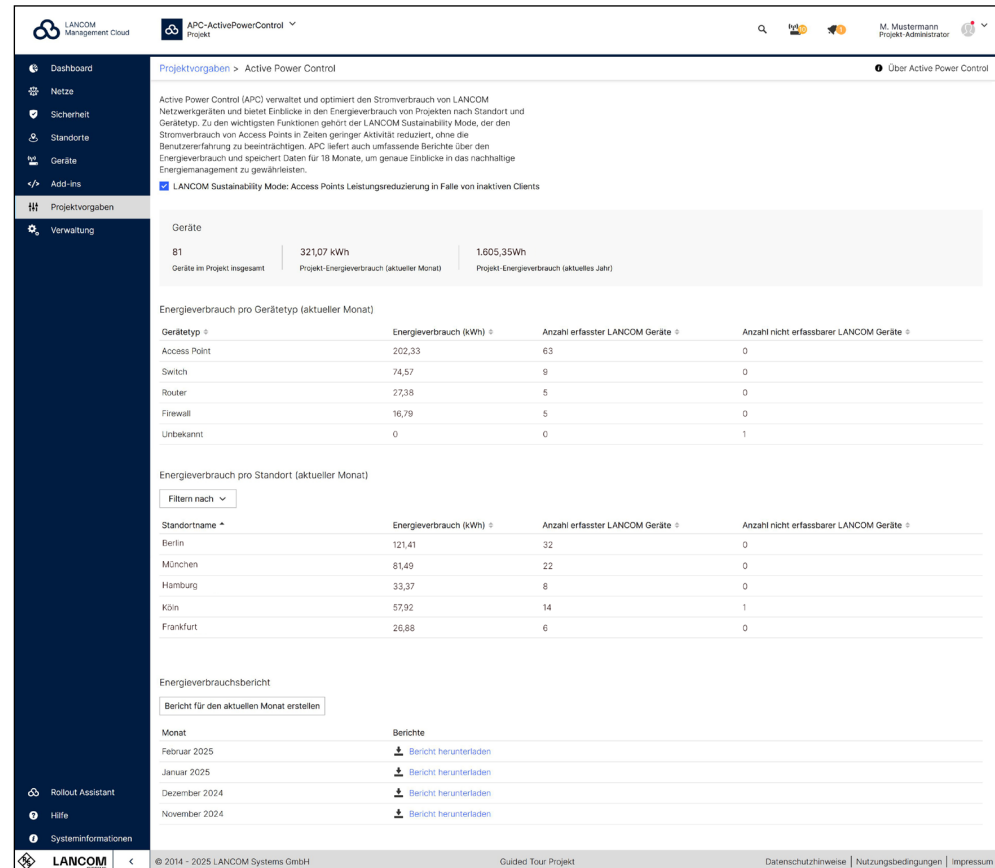 LANCOM
Management Cloud
APC-ActivePowerControl
Projekt
10
1
M. Mustermann
Projekt-Administrator
Dashboard
Netze
Sicherheit
Standorte
Geräte
Add-ins
Projektvorgaben
Verwaltung
Rollout Assistant
Hilfe
Systeminformationen
LANCOM
Projektvorgaben > Active Power Control
Über Active Power Control
Active Power Control (APC) verwaltet und optimiert den Stromverbrauch von LANCOM
Netzwerkgeräten und bietet Einblicke in den Energieverbrauch von Projekten nach Standort und
Gerätetyp. Zu den wichtigsten Funktionen gehört der LANCOM Sustainability Mode, der den
Stromverbrauch von Access Points in Zeiten geringer Aktivität reduziert, ohne die
Benutzererfahrung zu beeinträchtigen. APC liefert auch umfassende Berichte über den
Energieverbrauch und speichert Daten für 18 Monate, um genaue Einblicke in das nachhaltige
Energiemanagement zu gewährleisten.
LANCOM Sustainability Mode: Access Points Leistungsreduzierung in Falle von inaktiven Clients
Geräte
81 321,07 kWh 1.605,35Wh
Geräte im Projekt insgesamt Projekt-Energieverbrauch (aktueller Monat) Projekt-Energieverbrauch (aktuelles Jahr)
Energieverbrauch pro Gerätetyp (aktueller Monat)
Gerätetyp Energieverbrauch (kWh) Anzahl erfasster LANCOM Geräte Anzahl nicht erfassbarer LANCOM Geräte
Access Point 202,33 63 0
Switch 74,57 9 0
Router 27,38 5 0
Firewall 16,79 5 0
Unbekannt 0 0 1
Energieverbrauch pro Standort (aktueller Monat)
Filtern nach
Standortname Energieverbrauch (kWh) Anzahl erfasster LANCOM Geräte Anzahl nicht erfassbarer LANCOM Geräte
Berlin 121,41 32 0
München 81,49 22 0
Hamburg 33,37 8 0
Köln 57,92 14 1
Frankfurt 26,88 6 0
Energieverbrauchsbericht
Bericht für den aktuellen Monat erstellen
Monat Berichte
Februar 2025 Bericht herunterladen
Januar 2025 Bericht herunterladen
Dezember 2024 Bericht herunterladen
November 2024 Bericht herunterladen
© 2014 - 2025 LANCOM Systems GmbH Guided Tour Projekt Datenschutzhinweise | Nutzungsbedingungen | Impressum